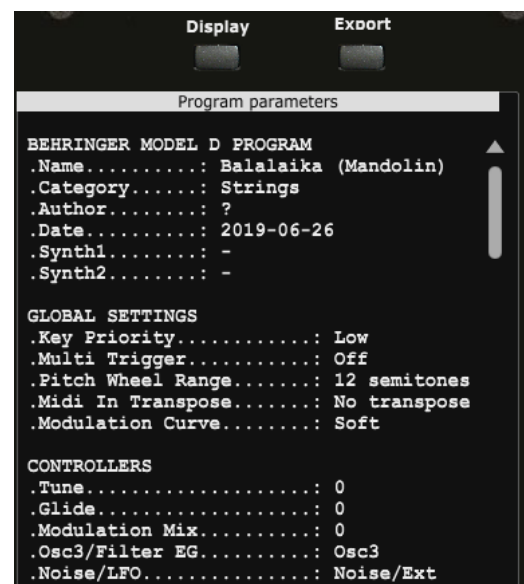 Display Export
Program parameters
BEHRINGER MODEL D PROGRAM
.Name..........: Balalaika (Mandolin)
.Category......: Strings
.Author........: ?
.Date..........: 2019-06-26
.Synth1........: -
.Synth2........: -
GLOBAL SETTINGS
.Key Priority............: Low
.Multi Trigger...........: Off
.Pitch Wheel Range.......: 12 semitones
.Midi In Transpose.......: No transpose
.Modulation Curve........: Soft
CONTROLLERS
.Tune....................: 0
.Glide...................: 0
.Modulation Mix..........: 0
.Osc3/Filter EG..........: Osc3
.Noise/LFO...............: Noise/Ext